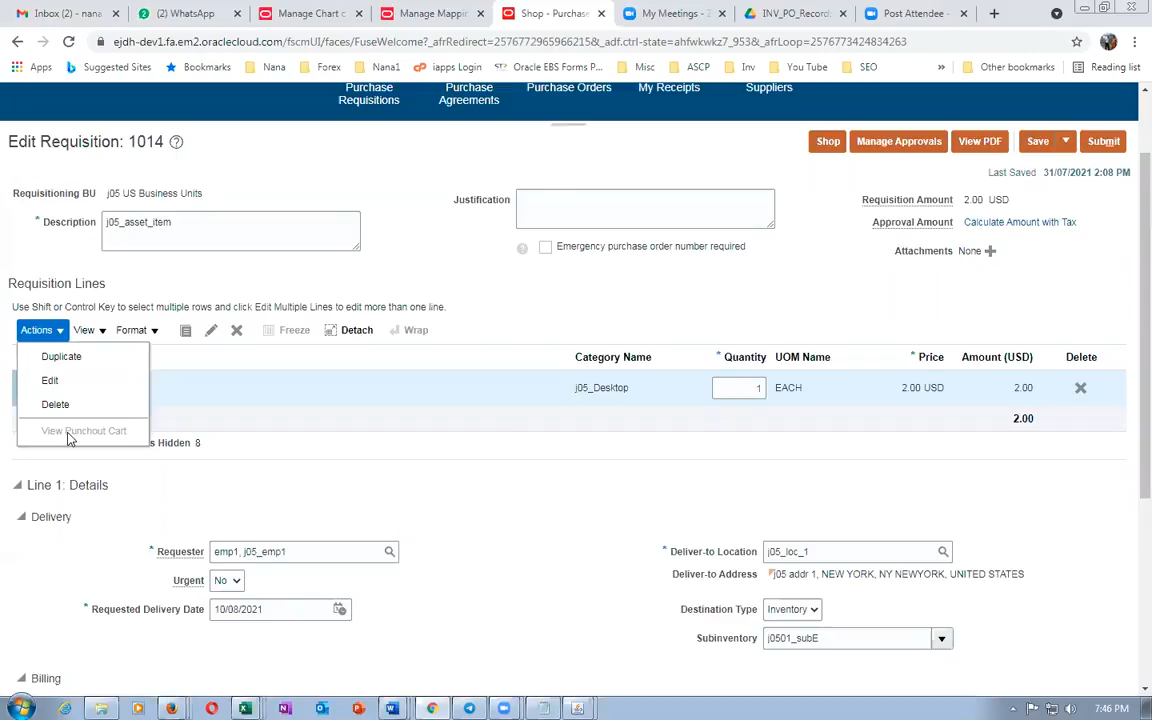 Inbox (2) - nana
(2) WhatsApp
Manage Chart c
Manage Mappin
Shop - Purchase
My Meetings - Z
INV_PO_Record
Post Attendee -
ejdh-dev1.fa.em2.oraclecloud.com/fscmUI/faces/FuseWelcome?_afrRedirect=2576772965966215&_adf.ctrl-state=ahfwkwkz7_953&_afrLoop=2576773424834263
Apps Suggested Sites Bookmarks Nana Forex Nana1 iapps Login Oracle EBS Forms P... Misc ASCP Inv You Tube SEO » Other bookmarks Reading list
Purchase Requisitions
Purchase Agreements
Purchase Orders
My Receipts
Suppliers
Edit Requisition: 1014
Shop Manage Approvals View PDF Save Submit
Last Saved 31/07/2021 2:08 PM
Requisitioning BU j05 US Business Units
* Description j05_asset_item
Justification
Emergency purchase order number required
Requisition Amount 2.00 USD
Approval Amount Calculate Amount with Tax
Attachments None
Requisition Lines
Use Shift or Control Key to select multiple rows and click Edit Multiple Lines to edit more than one line.
Actions View Format Freeze Detach Wrap
Duplicate
Edit
Delete
View Punchout Cart
Category Name * Quantity UOM Name * Price Amount (USD) Delete
j05_Desktop 1 EACH 2.00 USD 2.00
2.00
s Hidden 8
Line 1: Details
Delivery
* Requester emp1, j05_emp1
Urgent No
* Requested Delivery Date 10/08/2021
* Deliver-to Location j05_loc_1
Deliver-to Address j05 addr 1, NEW YORK, NY NEWYORK, UNITED STATES
Destination Type Inventory
Subinventory j0501_subE
Billing
7:46 PM